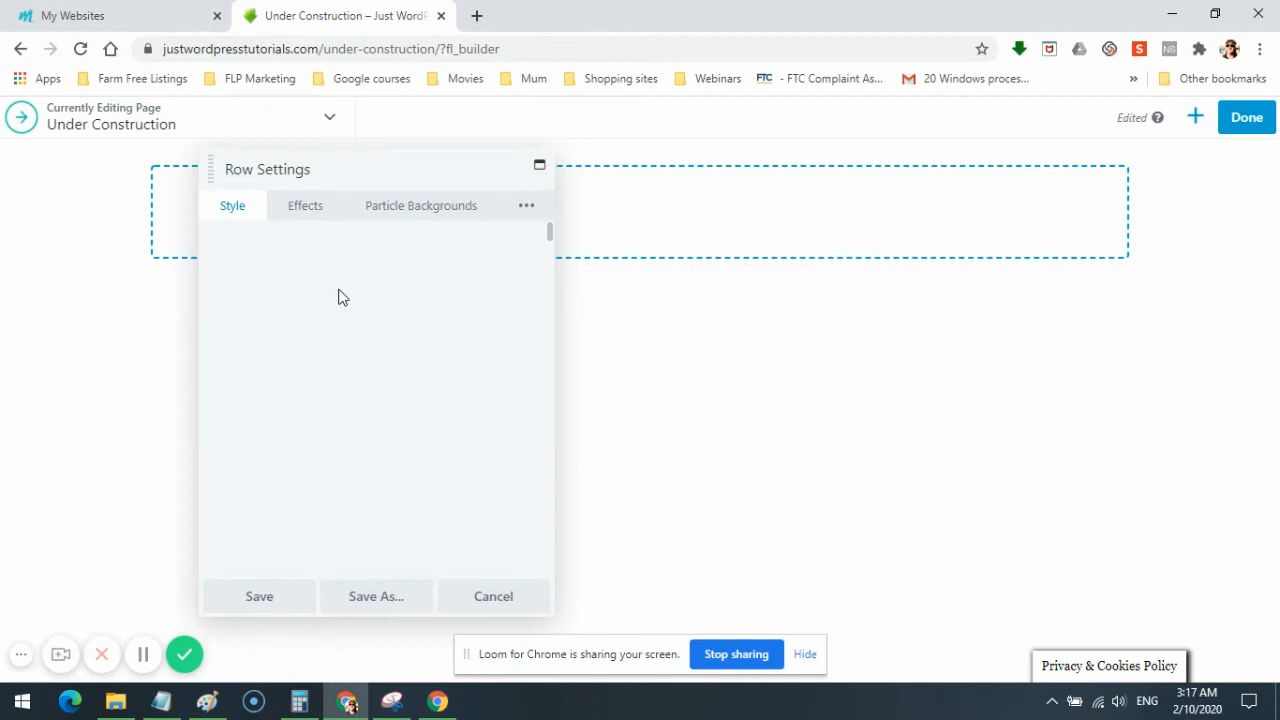 My Websites
Under Construction – Just WordPr
justwordpresstutorials.com/under-construction/?fl_builder
Apps
Farm Free Listings
FLP Marketing
Google courses
Movies
Mum
Shopping sites
Webinars
FTC - FTC Complaint As...
20 Windows proces...
»
Other bookmarks
Currently Editing Page
Under Construction
Edited
Done
Row Settings
Style
Effects
Particle Backgrounds
Save
Save As...
Cancel
Loom for Chrome is sharing your screen.
Stop sharing
Hide
Privacy & Cookies Policy
ENG
3:17 AM
2/10/2020